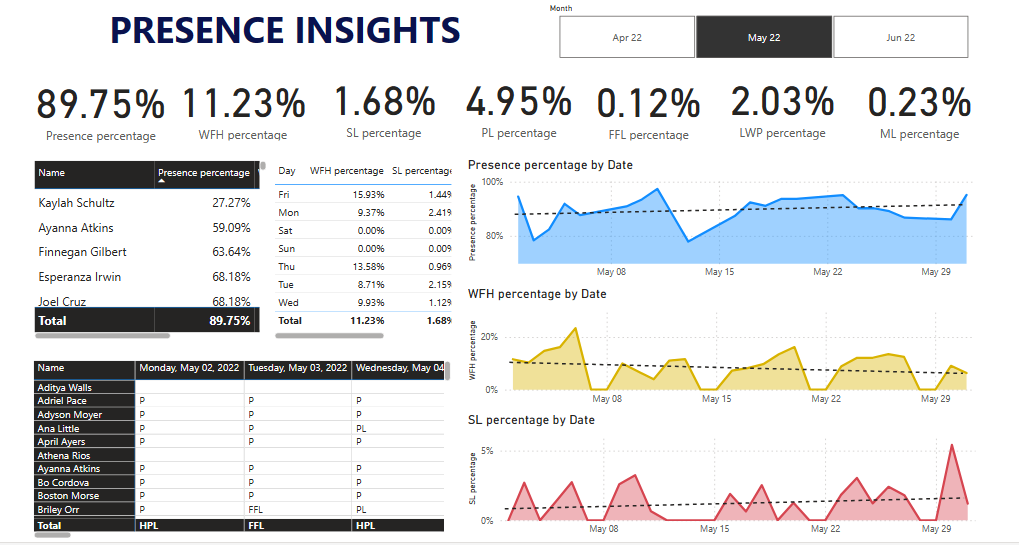 PRESENCE INSIGHTS
Month
Apr 22 May 22 Jun 22
89.75% 11.23% 1.68% 4.95% 0.12% 2.03% 0.23%
Presence percentage WFH percentage SL percentage PL percentage FFL percentage LWP percentage ML percentage
Name Presence percentage
Kaylah Schultz 27.27%
Ayanna Atkins 59.09%
Finnegan Gilbert 63.64%
Esperanza Irwin 68.18%
Joel Cruz 68.18%
Total 89.75%
Day WFH percentage SL percentage
Fri 15.93% 1.44%
Mon 9.37% 2.41%
Sat 0.00% 0.00%
Sun 0.00% 0.00%
Thu 13.58% 0.96%
Tue 8.71% 2.15%
Wed 9.93% 1.12%
Total 11.23% 1.68%
Presence percentage by Date
Presence percentage
100%
80%
May 08 May 15 May 22 May 29
WFH percentage by Date
WFH percentage
20%
0%
May 08 May 15 May 22 May 29
SL percentage by Date
SL percentage
5%
0%
May 08 May 15 May 22 May 29
Name Monday, May 02, 2022 Tuesday, May 03, 2022 Wednesday, May 04
Aditya Walls
Adriel Pace P P P
Adyson Moyer P P P
Ana Little P P PL
April Ayers P P P
Athena Rios
Ayanna Atkins P P P
Bo Cordova P P P
Boston Morse P P P
Briley Orr P FFL PL
Total HPL FFL HPL